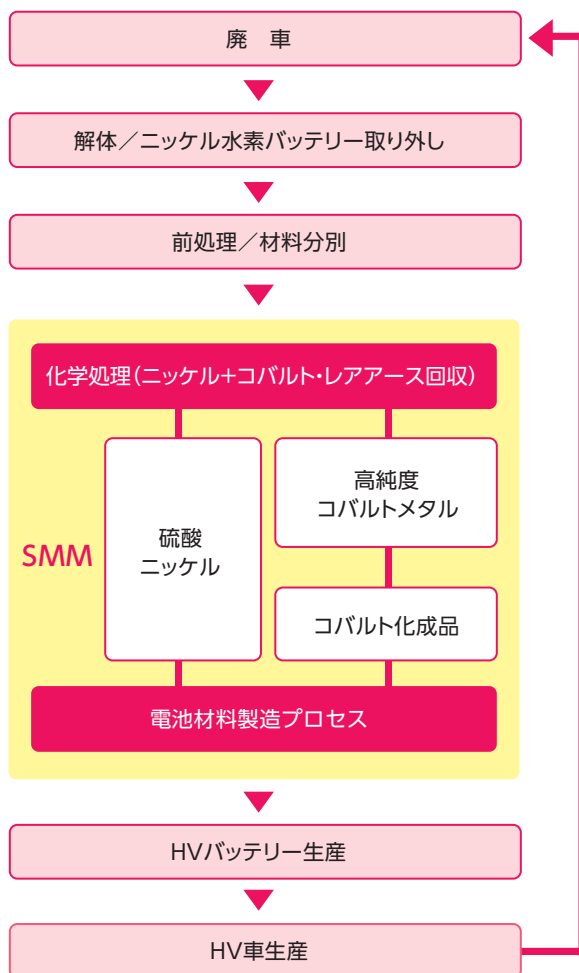 廃　車
解体／ニッケル水素バッテリー取り外し
前処理／材料分別
化学処理（ニッケル＋コバルト・レアアース回収）
SMM
硫酸
ニッケル
高純度
コバルトメタル
コバルト化成品
電池材料製造プロセス
HVバッテリー生産
HV車生産